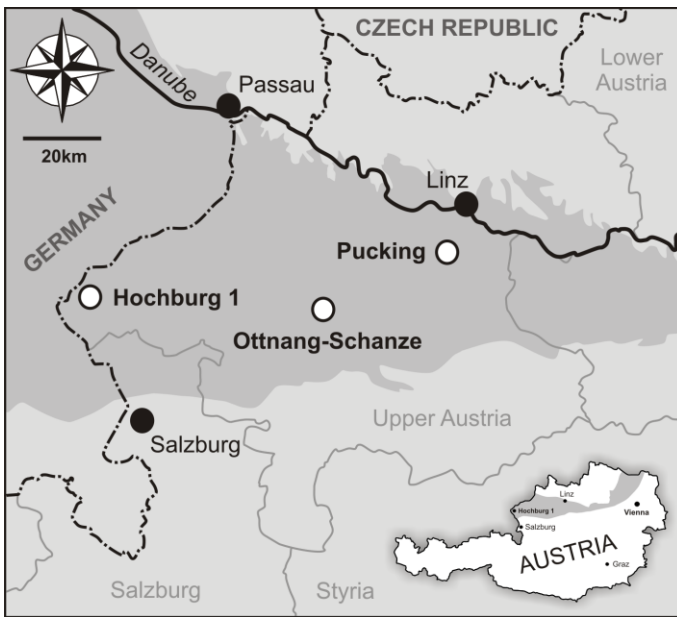 CZECH REPUBLIC
Lower
Austria
Danube
Passau
20km
Linz
GERMANY
Pucking
Hochburg 1
Ottnang-Schanze
Upper Austria
Salzburg
Linz
Hochburg 1
Vienna
Salzburg
AUSTRIA
Graz
Salzburg
Styria